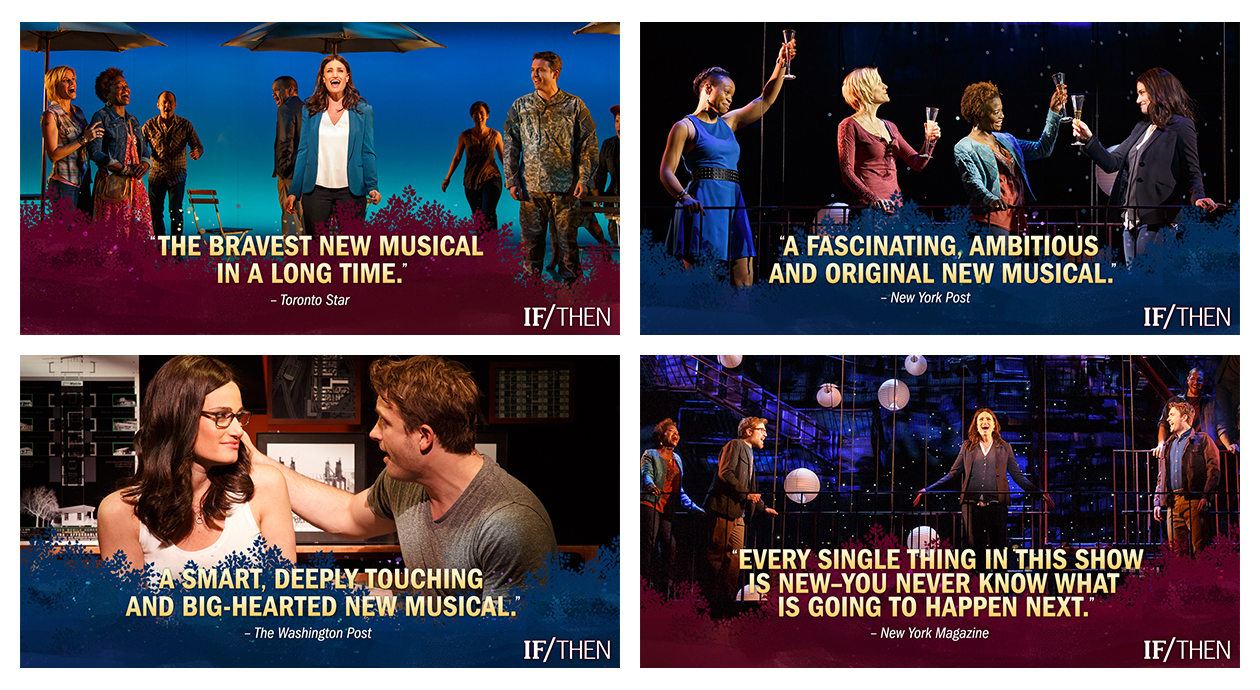 “THE BRAVEST NEW MUSICAL
IN A LONG TIME.”
– Toronto Star
IF/THEN
“A FASCINATING, AMBITIOUS
AND ORIGINAL NEW MUSICAL.”
– New York Post
IF/THEN
“A SMART, DEEPLY TOUCHING
AND BIG-HEARTED NEW MUSICAL.”
– The Washington Post
IF/THEN
“EVERY SINGLE THING IN THIS SHOW
IS NEW–YOU NEVER KNOW WHAT
IS GOING TO HAPPEN NEXT.”
– New York Magazine
IF/THEN